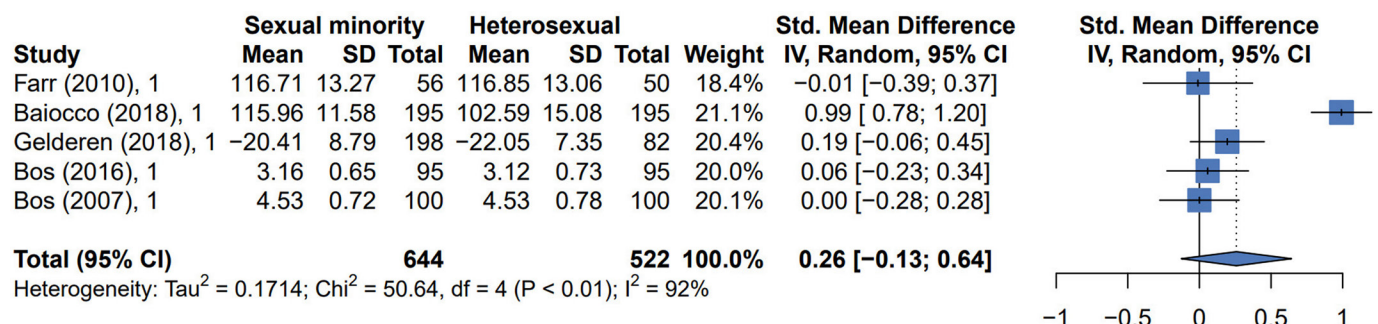 Sexual minority Heterosexual Std. Mean Difference Std. Mean Difference
Study Mean SD Total Mean SD Total Weight IV, Random, 95% CI IV, Random, 95% CI
Farr (2010), 1 116.71 13.27 56 116.85 13.06 50 18.4% −0.01 [−0.39; 0.37]
Baiocco (2018), 1 115.96 11.58 195 102.59 15.08 195 21.1% 0.99 [ 0.78; 1.20]
Gelderen (2018), 1 −20.41 8.79 198 −22.05 7.35 82 20.4% 0.19 [−0.06; 0.45]
Bos (2016), 1 3.16 0.65 95 3.12 0.73 95 20.0% 0.06 [−0.23; 0.34]
Bos (2007), 1 4.53 0.72 100 4.53 0.78 100 20.1% 0.00 [−0.28; 0.28]
Total (95% CI) 644 522 100.0% 0.26 [−0.13; 0.64]
Heterogeneity: Tau² = 0.1714; Chi² = 50.64, df = 4 (P < 0.01); I² = 92%
−1 −0.5 0 0.5 1